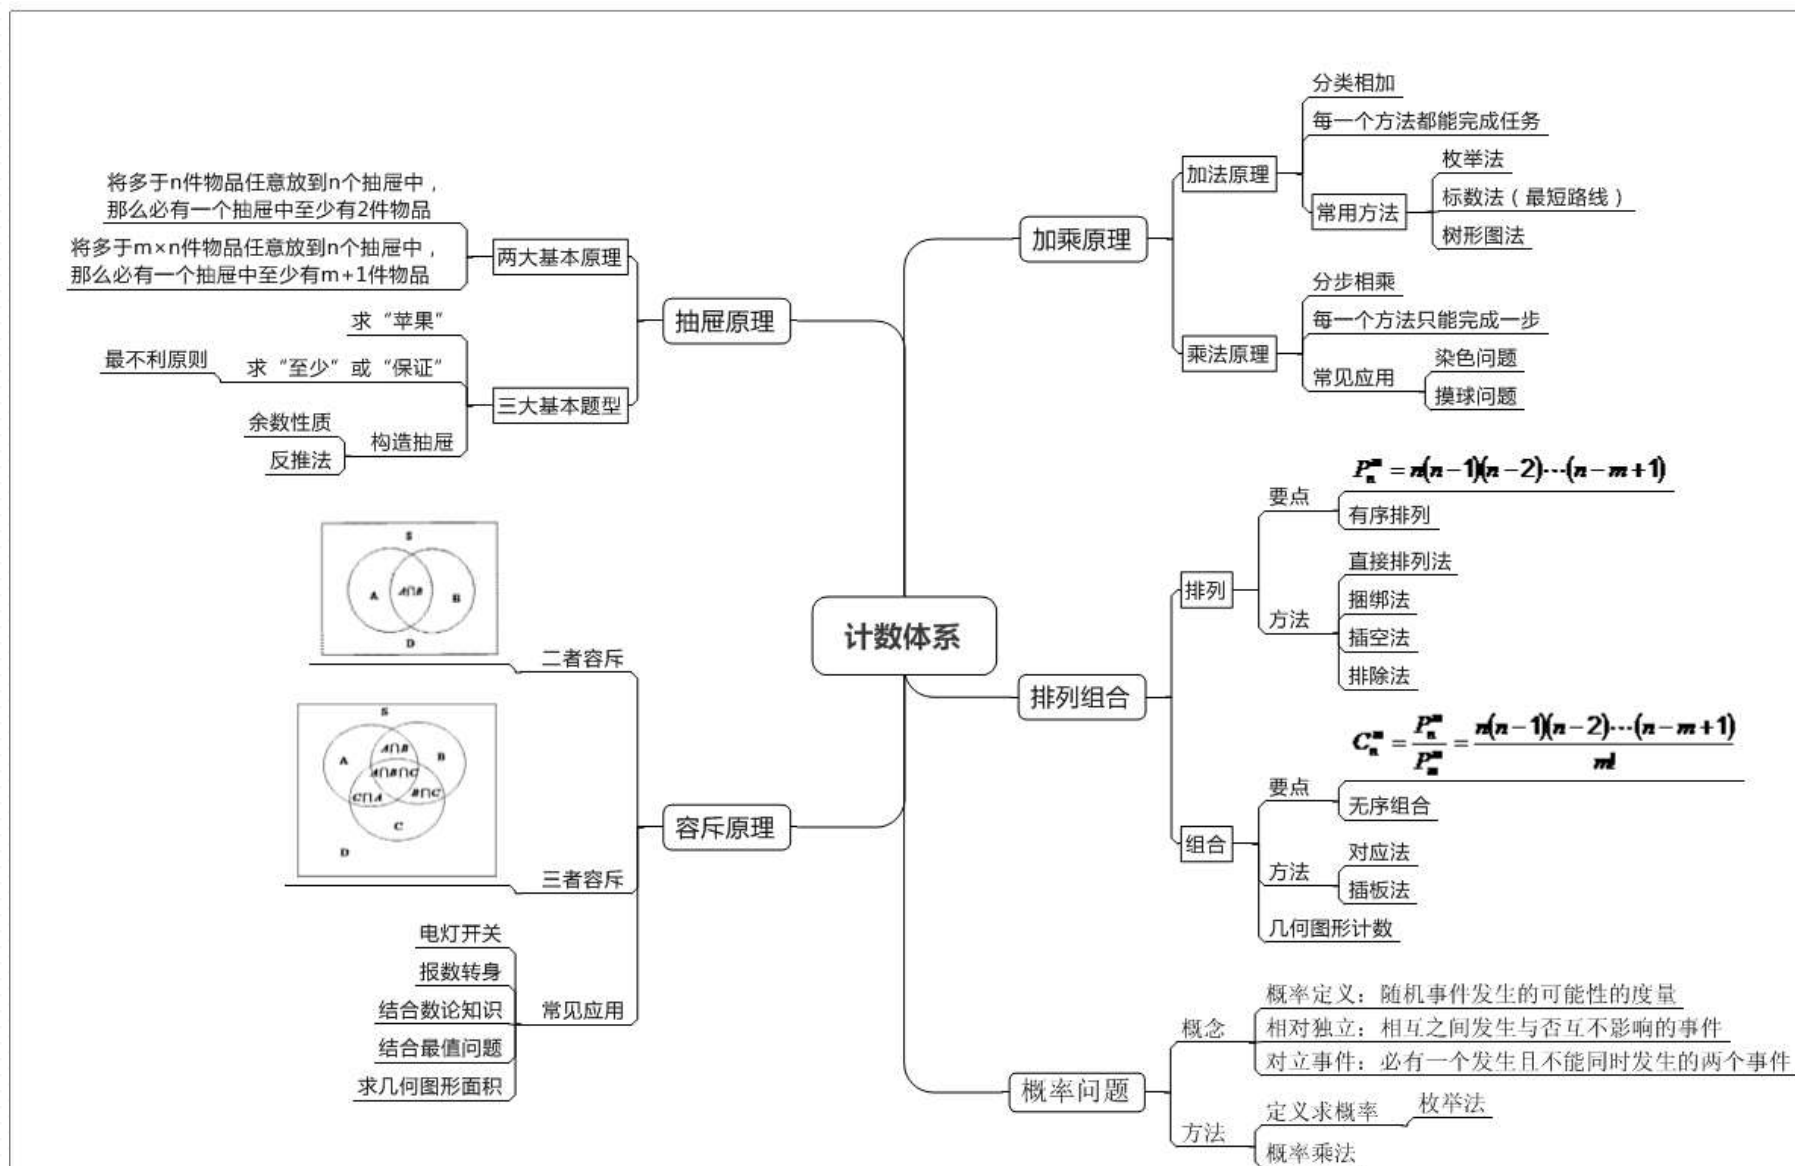 计数体系
加乘原理
加法原理
分类相加
每一个方法都能完成任务
常用方法
枚举法
标数法（最短路线）
树形图法
乘法原理
分步相乘
每一个方法只能完成一步
常见应用
染色问题
摸球问题
排列组合
排列
要点
P_n^m = n(n−1)(n−2)⋯(n−m+1)
有序排列
方法
直接排列法
捆绑法
插空法
排除法
组合
要点
C_n^m = P_n^m / P_m^m = n(n−1)(n−2)⋯(n−m+1) / m!
无序组合
方法
对应法
插板法
几何图形计数
概率问题
概念
概率定义：随机事件发生的可能性的度量
相对独立：相互之间发生与否互不影响的事件
对立事件：必有一个发生且不能同时发生的两个事件
方法
定义求概率
枚举法
概率乘法
抽屉原理
两大基本原理
将多于n件物品任意放到n个抽屉中，
那么必有一个抽屉中至少有2件物品
将多于m×n件物品任意放到n个抽屉中，
那么必有一个抽屉中至少有m+1件物品
三大基本题型
求“苹果”
求“至少”或“保证”
最不利原则
构造抽屉
余数性质
反推法
容斥原理
二者容斥
S
A
A∩B
B
D
三者容斥
S
A
A∩B
B
A∩B∩C
C∩A
B∩C
C
D
常见应用
电灯开关
报数转身
结合数论知识
结合最值问题
求几何图形面积